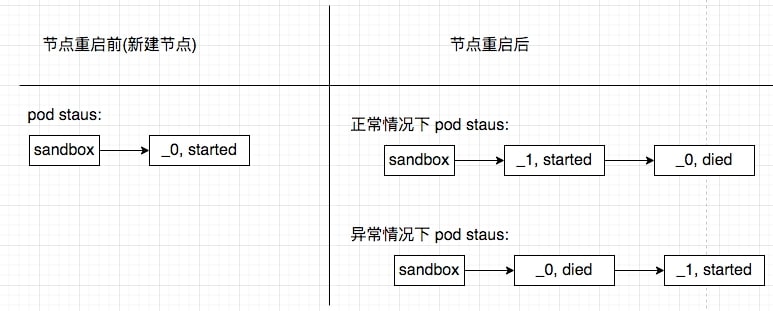 节点重启前(新建节点)
节点重启后
pod staus:
sandbox
_0, started
正常情况下 pod staus:
sandbox
_1, started
_0, died
异常情况下 pod staus:
sandbox
_0, died
_1, started